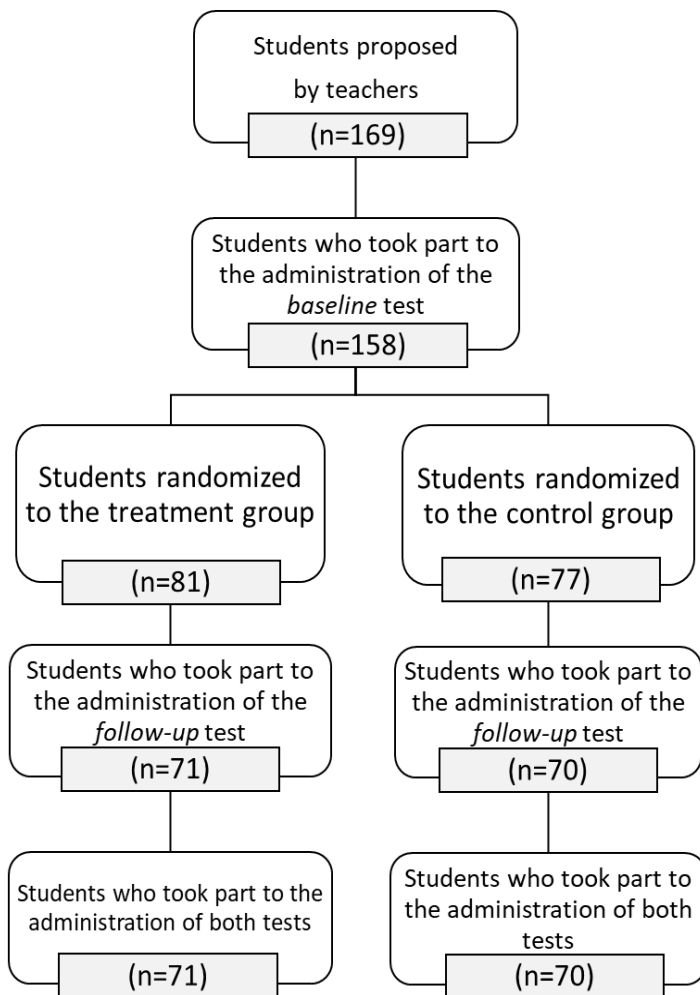 Students proposed
by teachers
(n=169)
Students who took part to
the administration of the
baseline test
(n=158)
Students randomized
to the treatment group
(n=81)
Students randomized
to the control group
(n=77)
Students who took part to
the administration of the
follow-up test
(n=71)
Students who took part to
the administration of the
follow-up test
(n=70)
Students who took part to the
administration of both tests
(n=71)
Students who took part to
the administration of both
tests
(n=70)